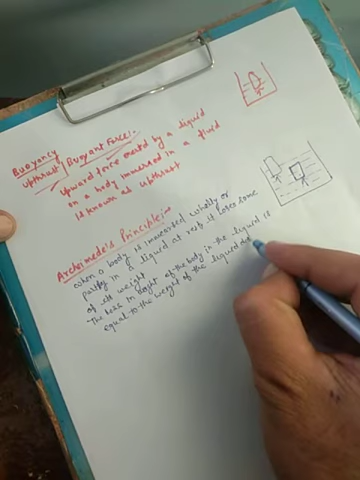 Buoyancy
upthrust / Buoyant Force:-
Upward force exerted by a liquid
on a body immersed in a fluid
is known as upthrust
Archimede's Principle:-
When a body is immersed wholly or
partly in a liquid at rest, it loses some
of its weight
The loss in weight of the body in the liquid is
equal to the weight of the liquid dis